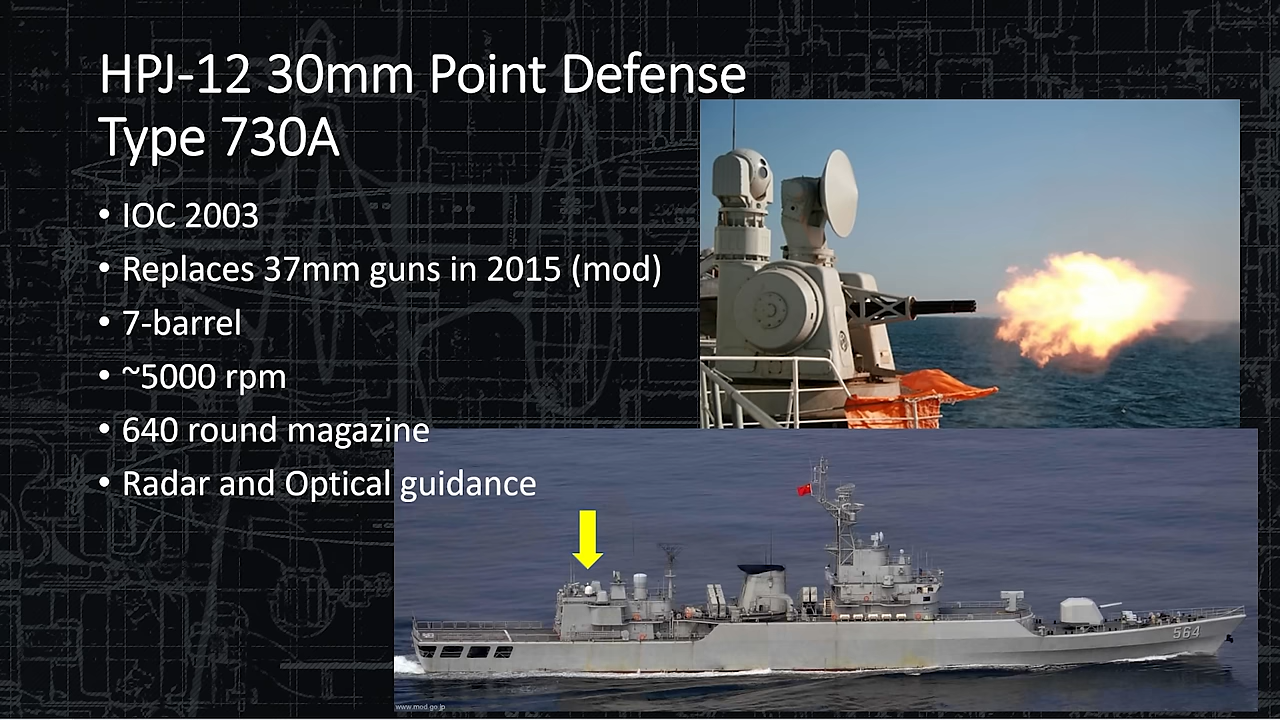 HPJ-12 30mm Point Defense
Type 730A
• IOC 2003
• Replaces 37mm guns in 2015 (mod)
• 7-barrel
• ~5000 rpm
• 640 round magazine
• Radar and Optical guidance
564
www.mod.go.jp